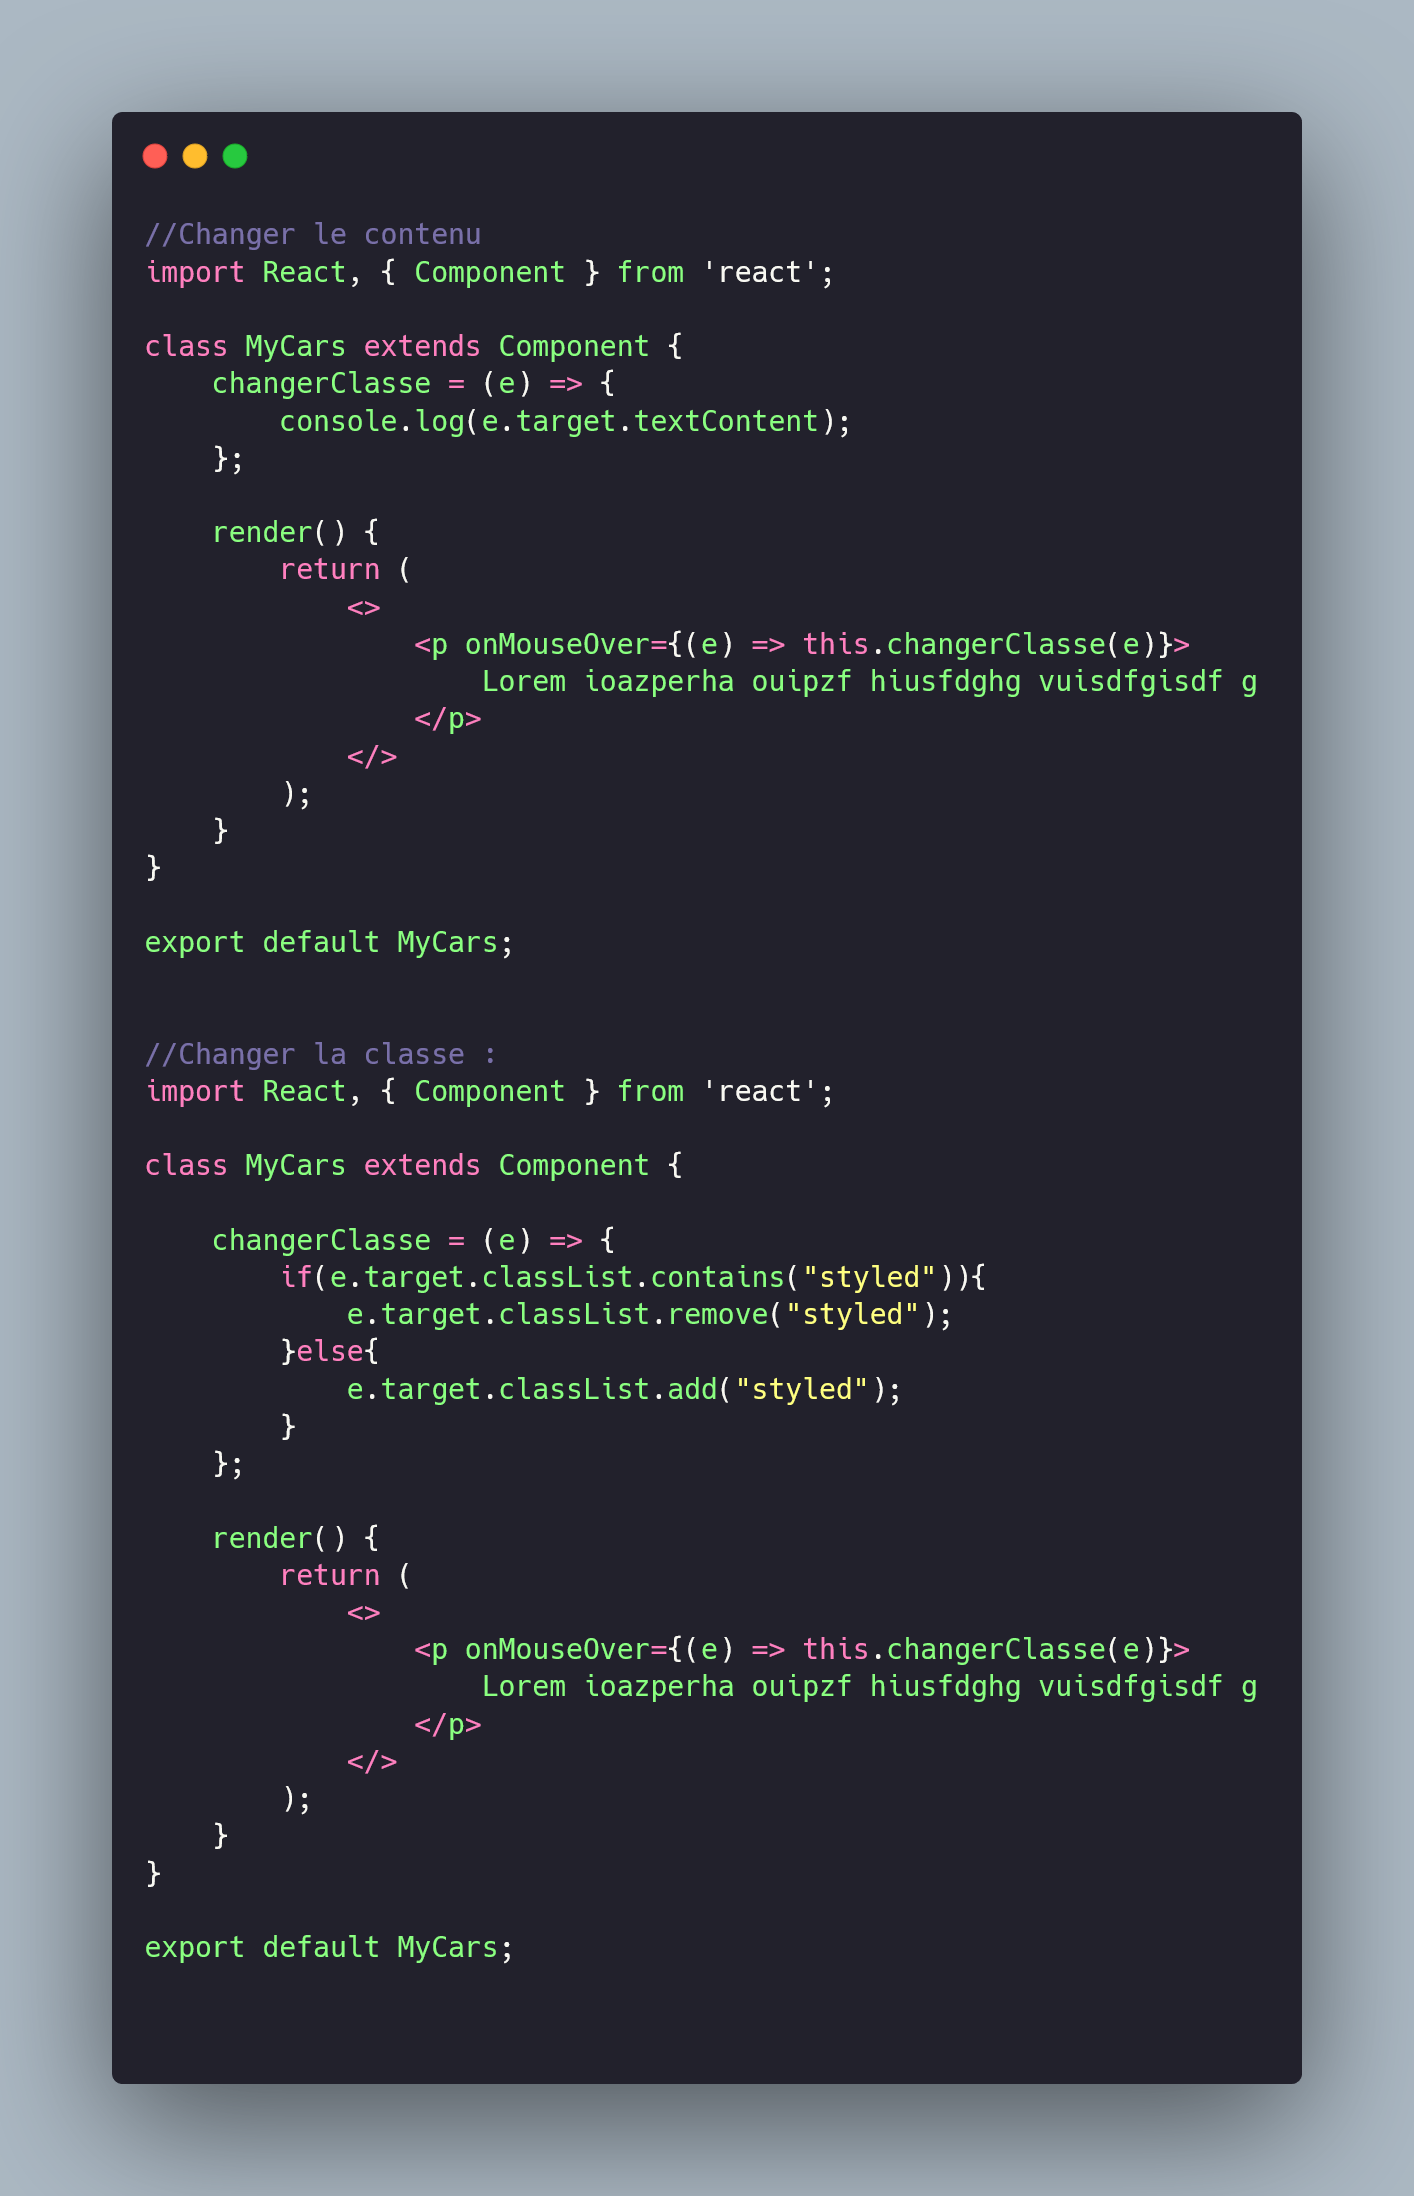 //Changer le contenu
import React, { Component } from 'react';
class MyCars extends Component {
changerClasse = (e) => {
console.log(e.target.textContent);
};
render() {
return (
<>
<p onMouseOver={(e) => this.changerClasse(e)}>
Lorem ioazperha ouipzf hiusfdghg vuisdfgisdf g
</p>
</>
);
}
}
export default MyCars;
//Changer la classe :
import React, { Component } from 'react';
class MyCars extends Component {
changerClasse = (e) => {
if(e.target.classList.contains("styled")){
e.target.classList.remove("styled");
}else{
e.target.classList.add("styled");
}
};
render() {
return (
<>
<p onMouseOver={(e) => this.changerClasse(e)}>
Lorem ioazperha ouipzf hiusfdghg vuisdfgisdf g
</p>
</>
);
}
}
export default MyCars;